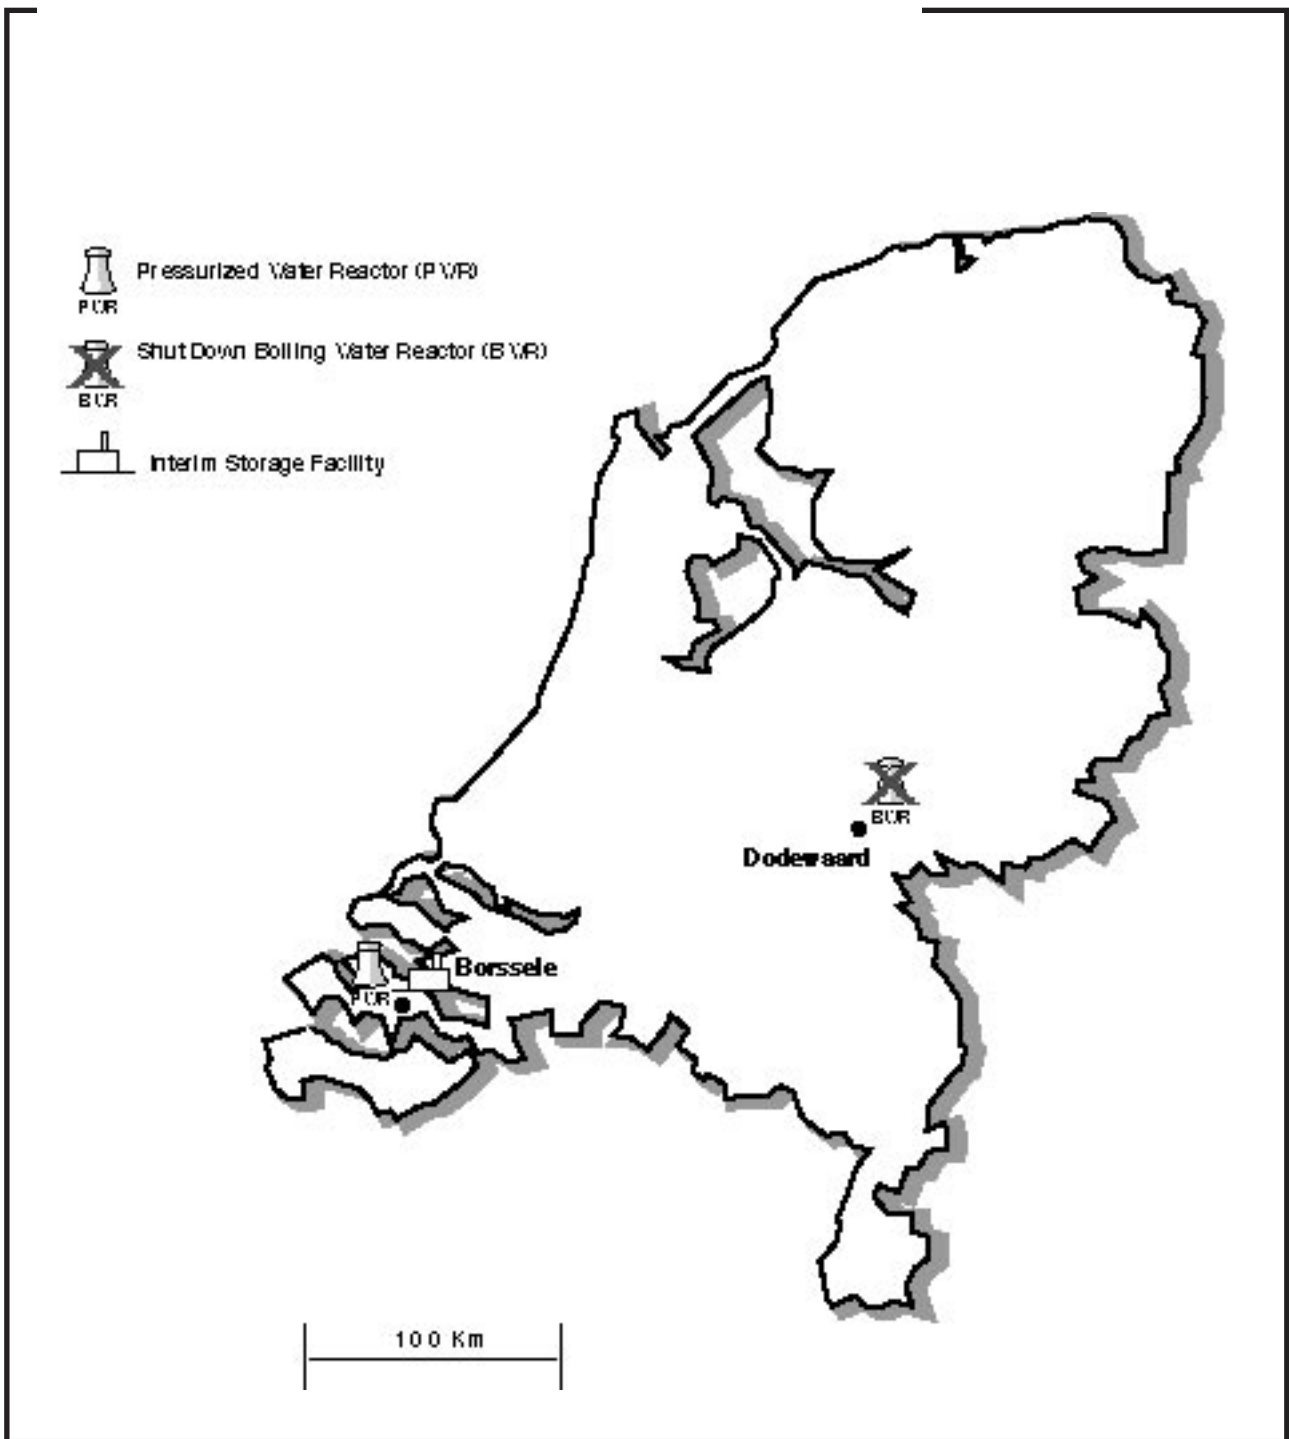 Pressurized Water Reactor (PWR)
PWR
Shut Down Boiling Water Reactor (BWR)
BWR
Interim Storage Facility
BWR
Dodewaard
Borssele
PWR
100 Km